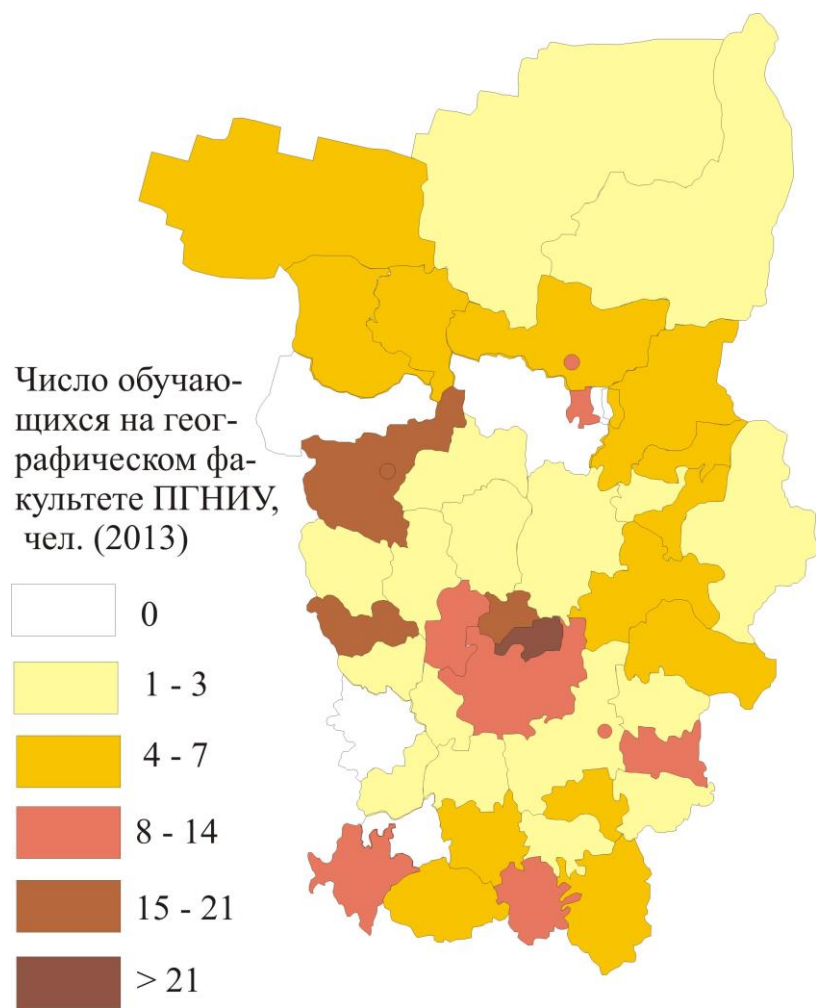 Число обучаю-
щихся на геог-
рафическом фа-
культете ПГНИУ,
чел. (2013)
0
1 - 3
4 - 7
8 - 14
15 - 21
> 21